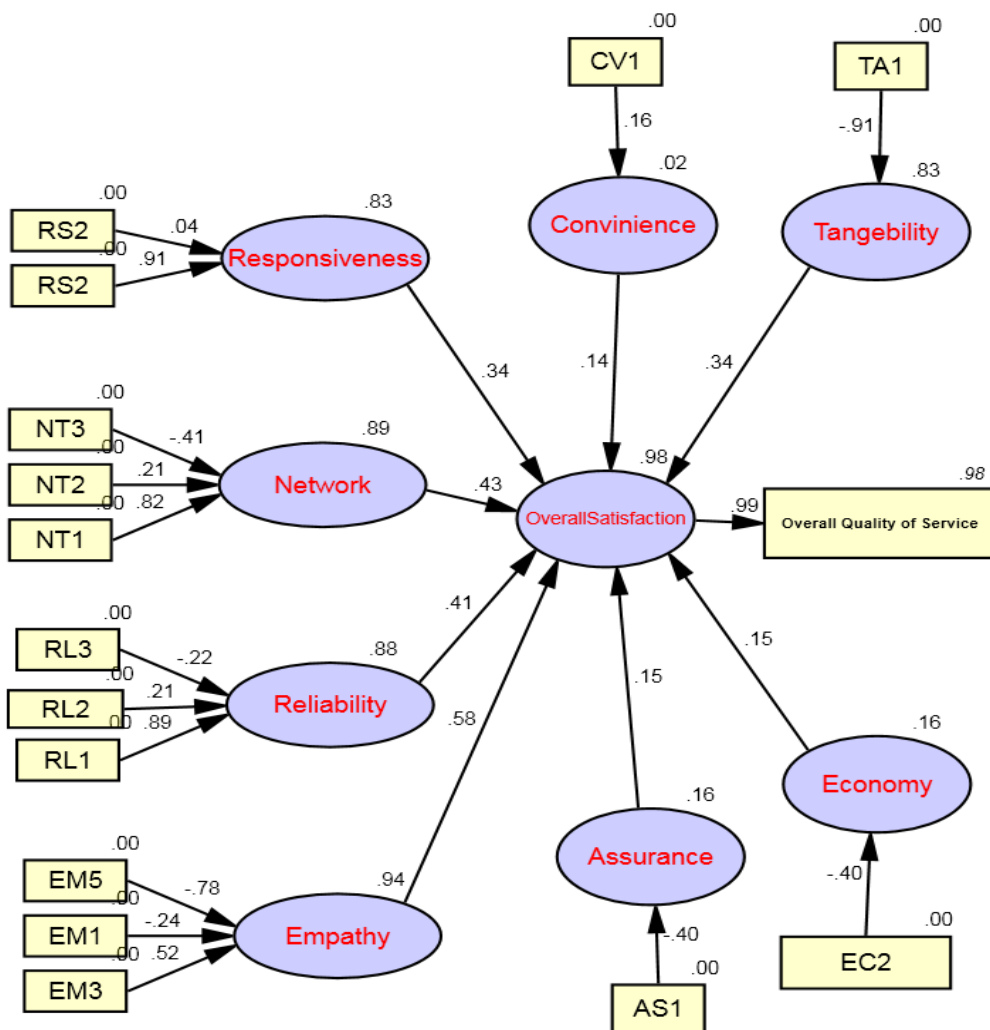 .00
CV1
.16
.02
Convinience
.14
.00
TA1
-.91
.83
Tangebility
.34
.00
RS2
.04
.00
RS2
.91
.83
Responsiveness
.34
.00
NT3
-.41
.00
NT2
.21
.00
NT1
.82
.89
Network
.43
.98
OverallSatisfaction
.99
.98
Overall Quality of Service
.00
RL3
-.22
.00
RL2
.21
.00
RL1
.89
.88
Reliability
.41
.00
EM5
-.78
.00
EM1
-.24
.00
EM3
.52
.94
Empathy
.58
.15
.16
Assurance
-.40
.00
AS1
.15
.16
Economy
-.40
.00
EC2